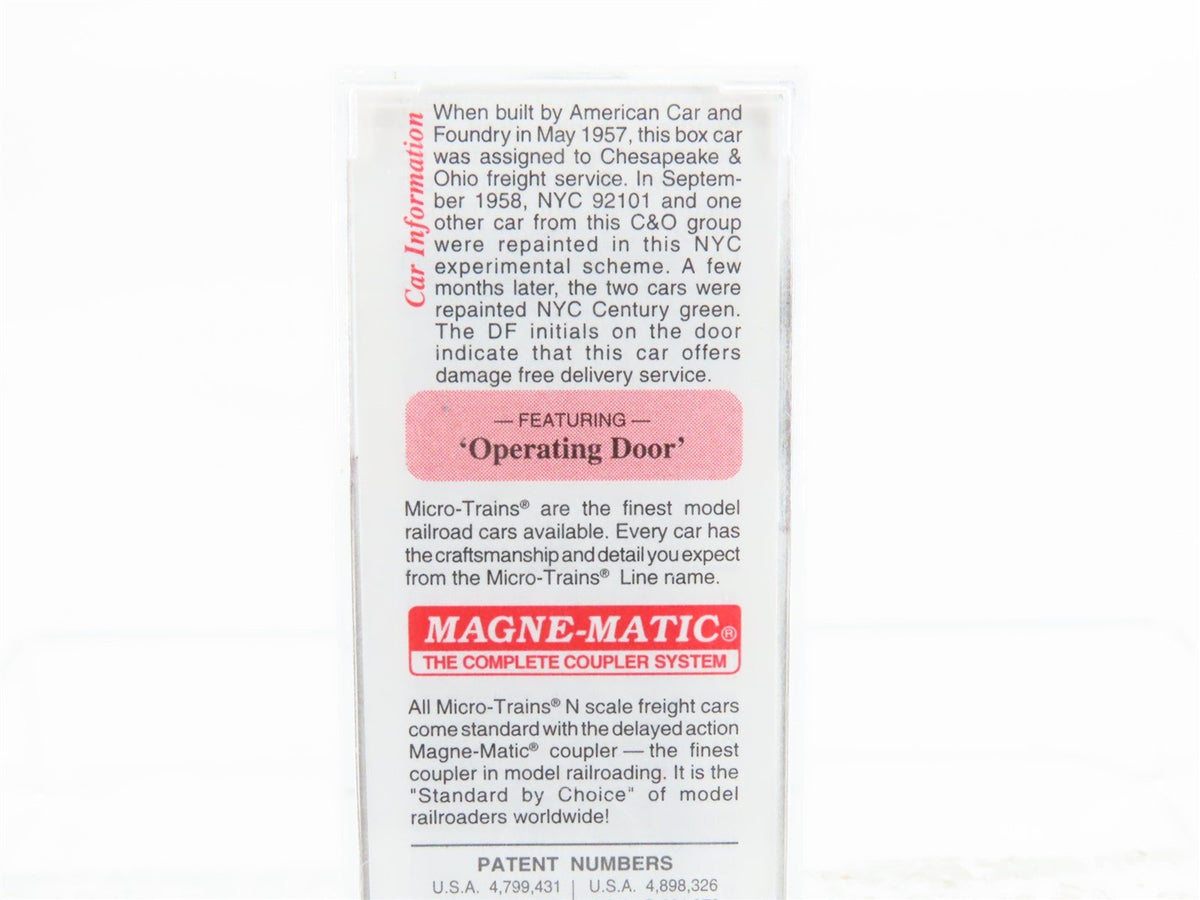 Car Information
When built by American Car and
Foundry in May 1957, this box car
was assigned to Chesapeake &
Ohio freight service. In Septem-
ber 1958, NYC 92101 and one
other car from this C&O group
were repainted in this NYC
experimental scheme. A few
months later, the two cars were
repainted NYC Century green.
The DF initials on the door
indicate that this car offers
damage free delivery service.
— FEATURING —
‘Operating Door’
Micro-Trains® are the finest model
railroad cars available. Every car has
the craftsmanship and detail you expect
from the Micro-Trains® Line name.
MAGNE-MATIC®
THE COMPLETE COUPLER SYSTEM
All Micro-Trains® N scale freight cars
come standard with the delayed action
Magne-Matic® coupler — the finest
coupler in model railroading. It is the
"Standard by Choice" of model
railroaders worldwide!
PATENT NUMBERS
U.S.A. 4,799,431 | U.S.A. 4,898,326